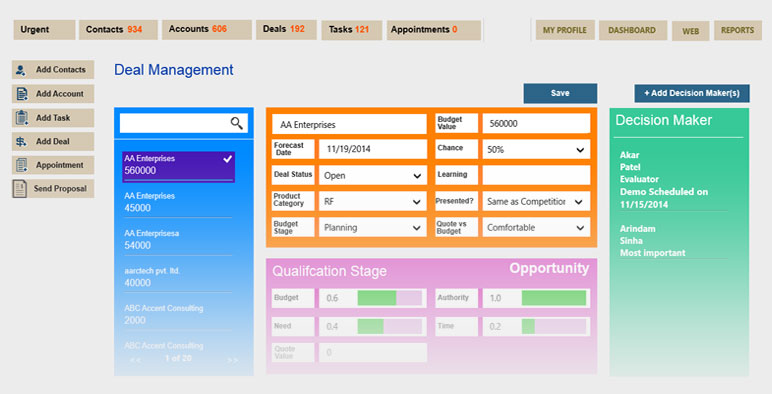 Urgent
Contacts 934
Accounts 606
Deals 192
Tasks 121
Appointments 0
MY PROFILE
DASHBOARD
WEB
REPORTS
Add Contacts
Add Account
Add Task
Add Deal
Appointment
Send Proposal
Deal Management
Save
+ Add Decision Maker(s)
AA Enterprises
560000
AA Enterprises
45000
AA Enterprisesa
54000
aarctech pvt. ltd.
40000
ABC Accent Consulting
2000
ABC Accent Consulting
<< 1 of 20 >>
AA Enterprises
Budget
Value
560000
Forecast
Date
11/19/2014
Chance
50%
Deal Status
Open
Learning
Product
Category
RF
Presented?
Same as Competition
Budget
Stage
Planning
Quote vs
Budget
Comfortable
Qualifcation Stage
Opportunity
Budget
0.6
Authority
1.0
Need
0.4
Time
0.2
Quote
Value
0
Decision Maker
Akar
Patel
Evaluator
Demo Scheduled on
11/15/2014
Arindam
Sinha
Most important